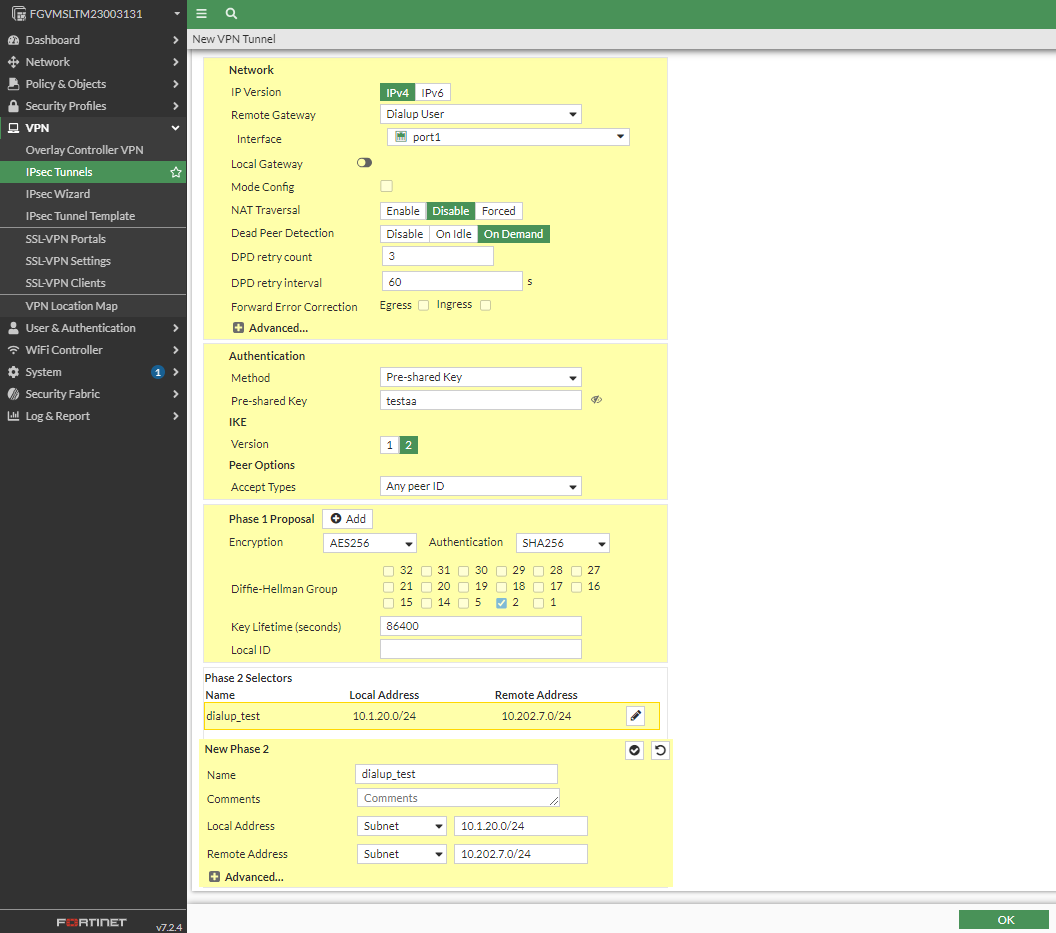 FGVMSLTM23003131
Dashboard
Network
Policy & Objects
Security Profiles
VPN
Overlay Controller VPN
IPsec Tunnels
IPsec Wizard
IPsec Tunnel Template
SSL-VPN Portals
SSL-VPN Settings
SSL-VPN Clients
VPN Location Map
User & Authentication
WiFi Controller
System 1
Security Fabric
Log & Report
FORTINET v7.2.4
New VPN Tunnel
Network
IP Version IPv4 IPv6
Remote Gateway Dialup User
Interface port1
Local Gateway
Mode Config
NAT Traversal Enable Disable Forced
Dead Peer Detection Disable On Idle On Demand
DPD retry count 3
DPD retry interval 60 s
Forward Error Correction Egress Ingress
Advanced...
Authentication
Method Pre-shared Key
Pre-shared Key testaa
IKE
Version 1 2
Peer Options
Accept Types Any peer ID
Phase 1 Proposal Add
Encryption AES256 Authentication SHA256
32 31 30 29 28 27
Diffie-Hellman Group 21 20 19 18 17 16
15 14 5 2 1
Key Lifetime (seconds) 86400
Local ID
Phase 2 Selectors
Name Local Address Remote Address
dialup_test 10.1.20.0/24 10.202.7.0/24
New Phase 2
Name dialup_test
Comments Comments
Local Address Subnet 10.1.20.0/24
Remote Address Subnet 10.202.7.0/24
Advanced...
OK